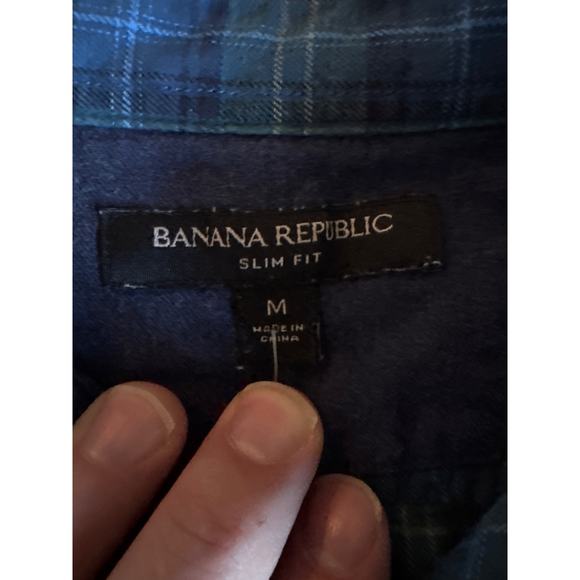 BANANA REPUBLIC
SLIM FIT
M
MADE IN
CHINA